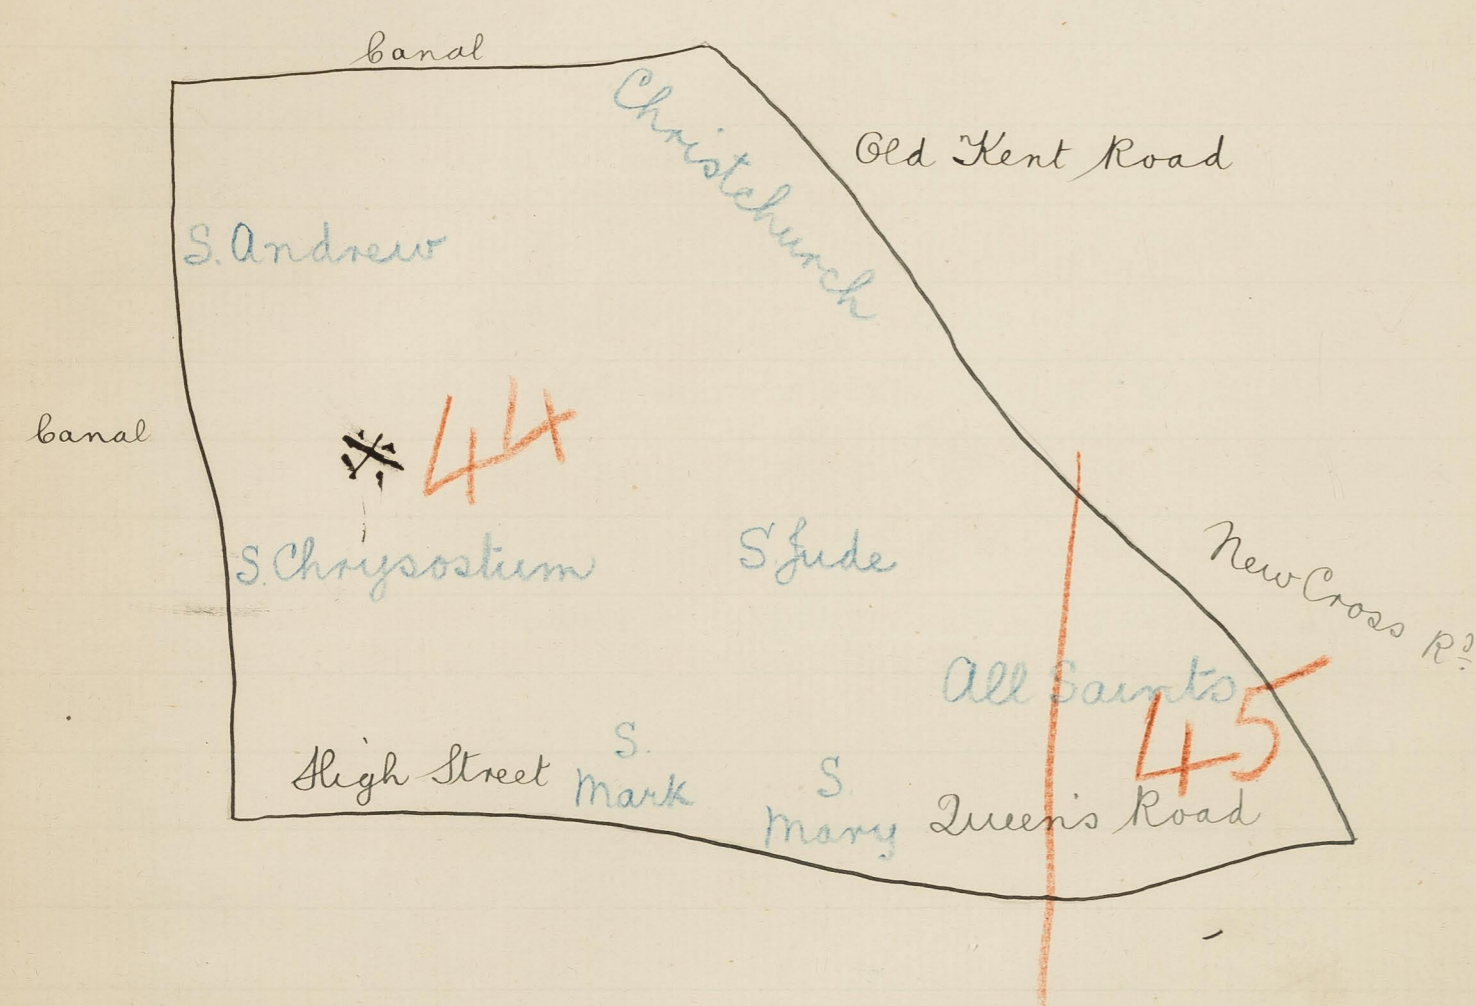 Canal
Christchurch
Old Kent Road
S. Andrew
Canal
44
S. Chrysostum
S Jude
New Cross Rd
All Saints
45
High Street
S.
Mark
S
Mary
Queen's Road